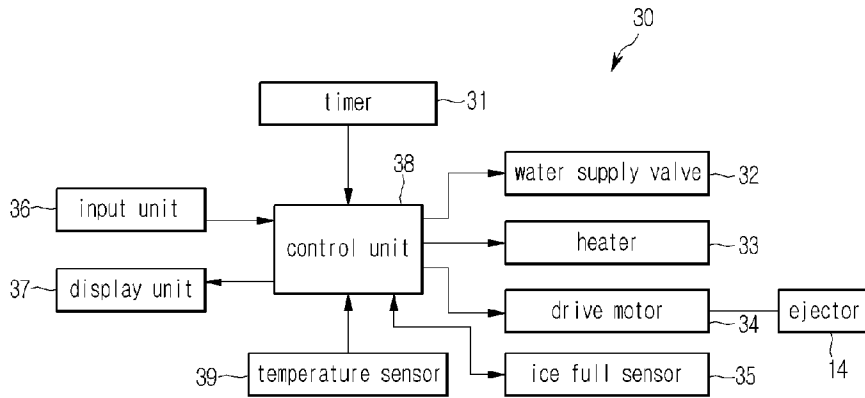 30
timer
31
38
water supply valve
32
36
input unit
control unit
heater
33
37
display unit
drive motor
34
ejector
14
39
temperature sensor
ice full sensor
35